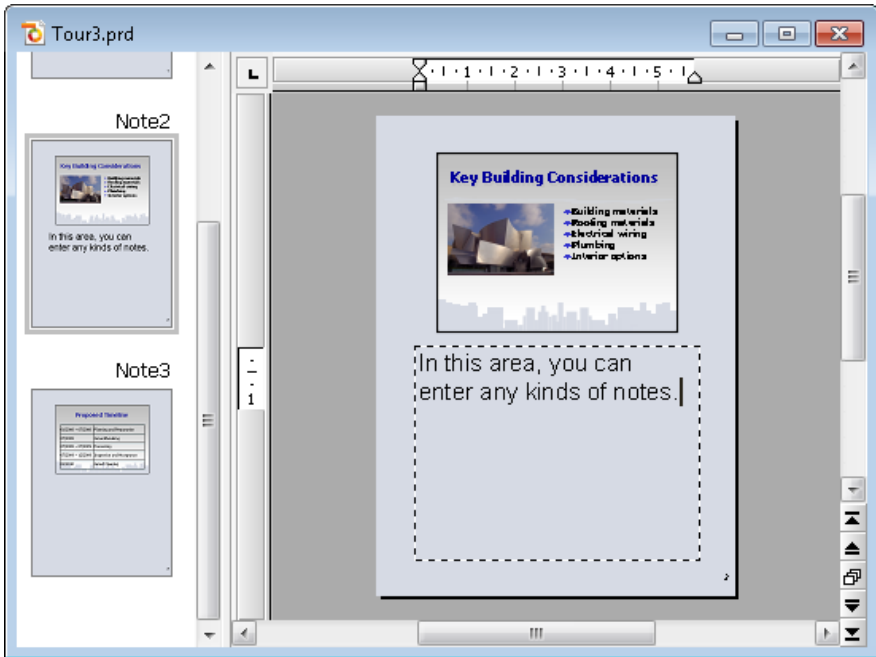 Tour3.prd
Note2
Key Building Considerations
Building materials
Roofing materials
Electrical wiring
Plumbing
Interior options
In this area, you can
enter any kinds of notes.
Note3
Proposed Timeline
L
1 2 3 4 5
1
Key Building Considerations
Building materials
Roofing materials
Electrical wiring
Plumbing
Interior options
In this area, you can
enter any kinds of notes.
2